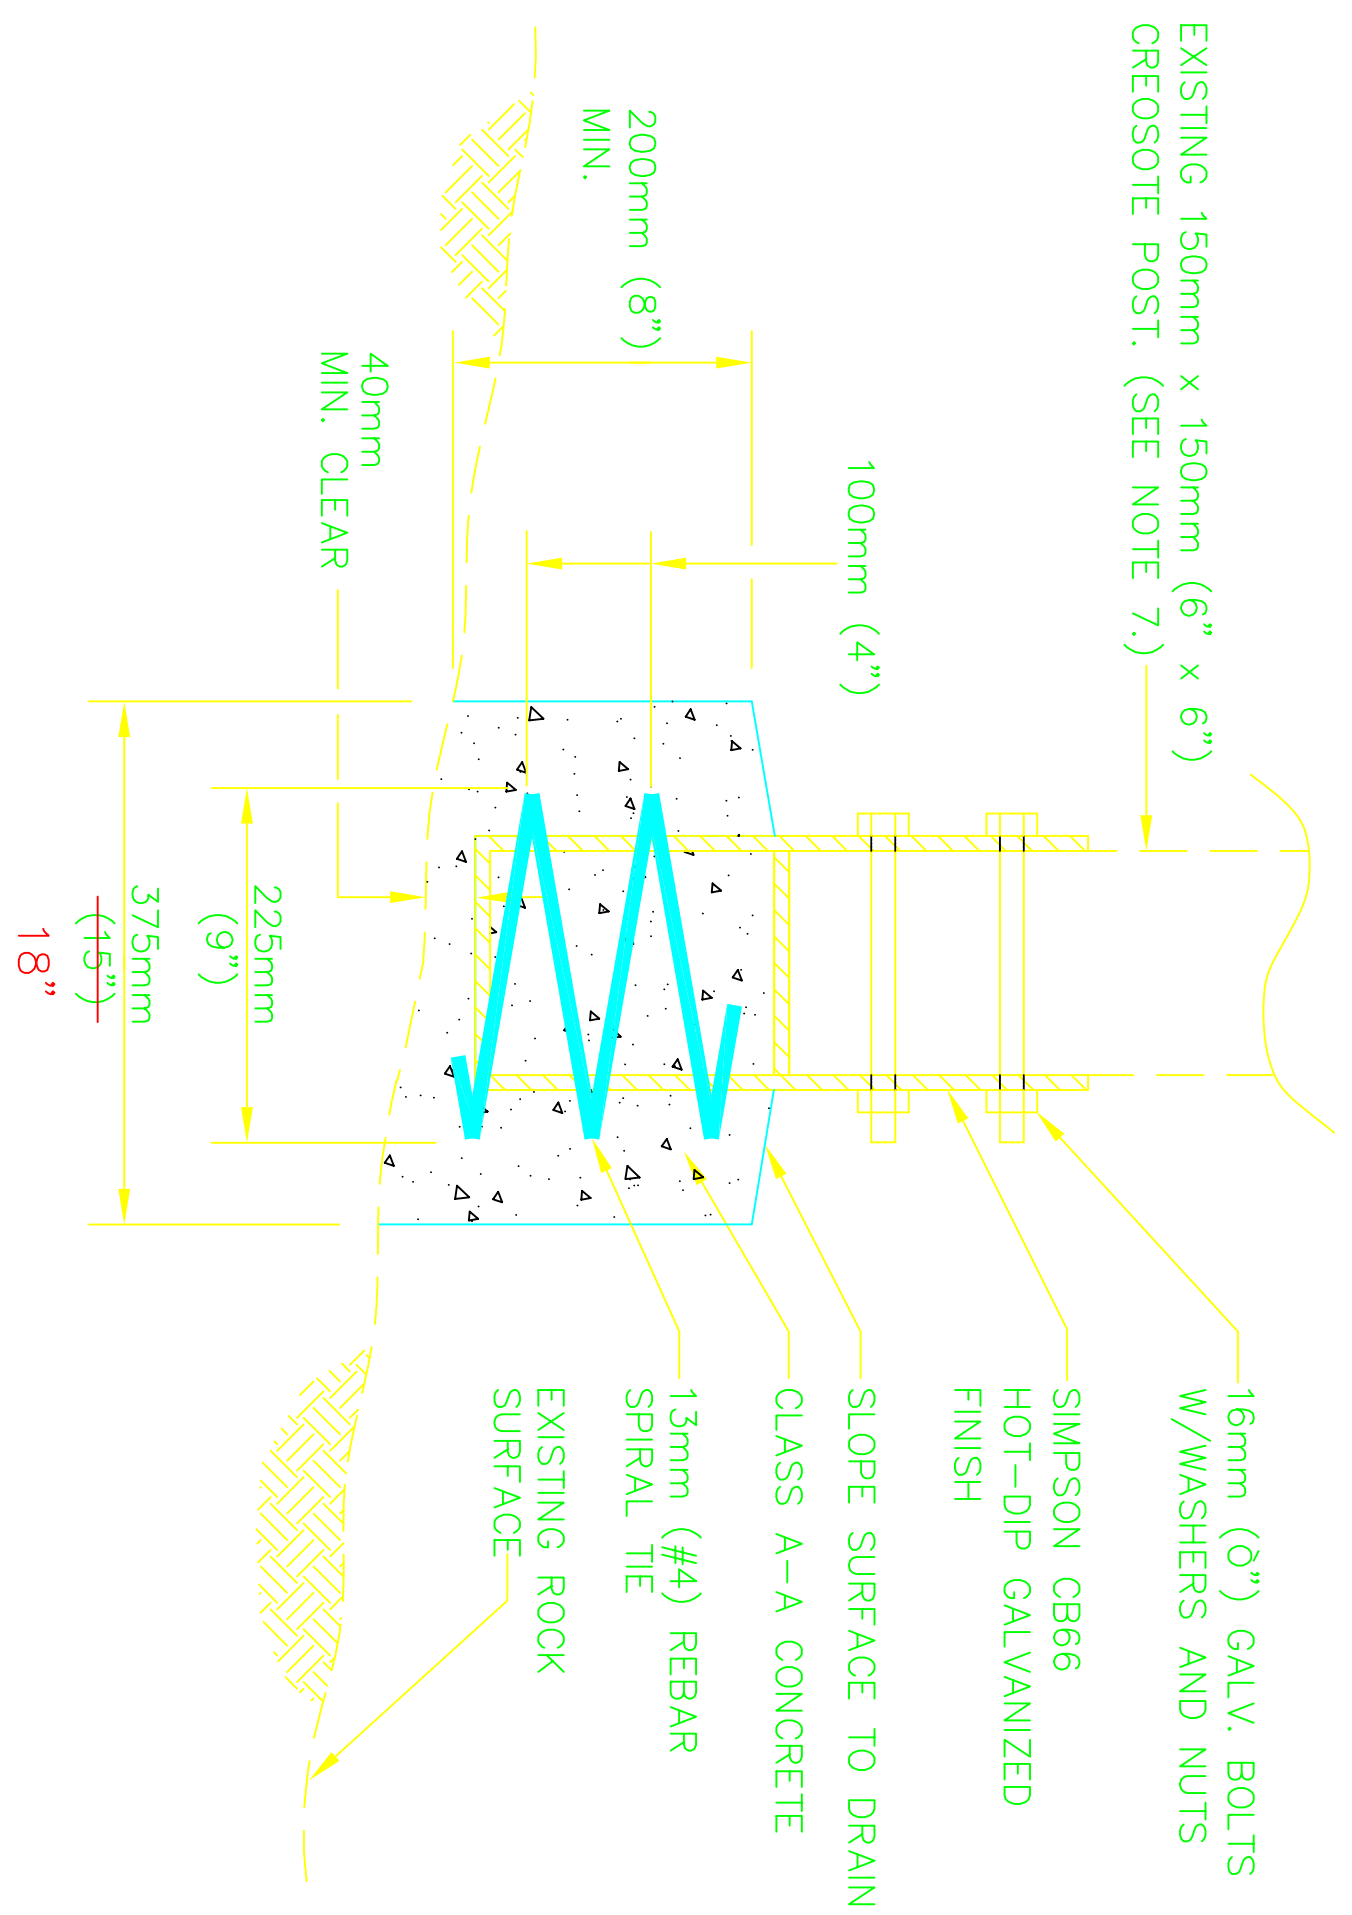 EXISTING 150mm x 150mm (6" x 6")
CREOSOTE POST. (SEE NOTE 7.)
100mm (4")
200mm (8")
MIN.
40mm
MIN. CLEAR
225mm
(9")
375mm
(15")
18"
16mm (ò") GALV. BOLTS
W/WASHERS AND NUTS
SIMPSON CB66
HOT-DIP GALVANIZED
FINISH
SLOPE SURFACE TO DRAIN
CLASS A-A CONCRETE
13mm (#4) REBAR
SPIRAL TIE
EXISTING ROCK
SURFACE